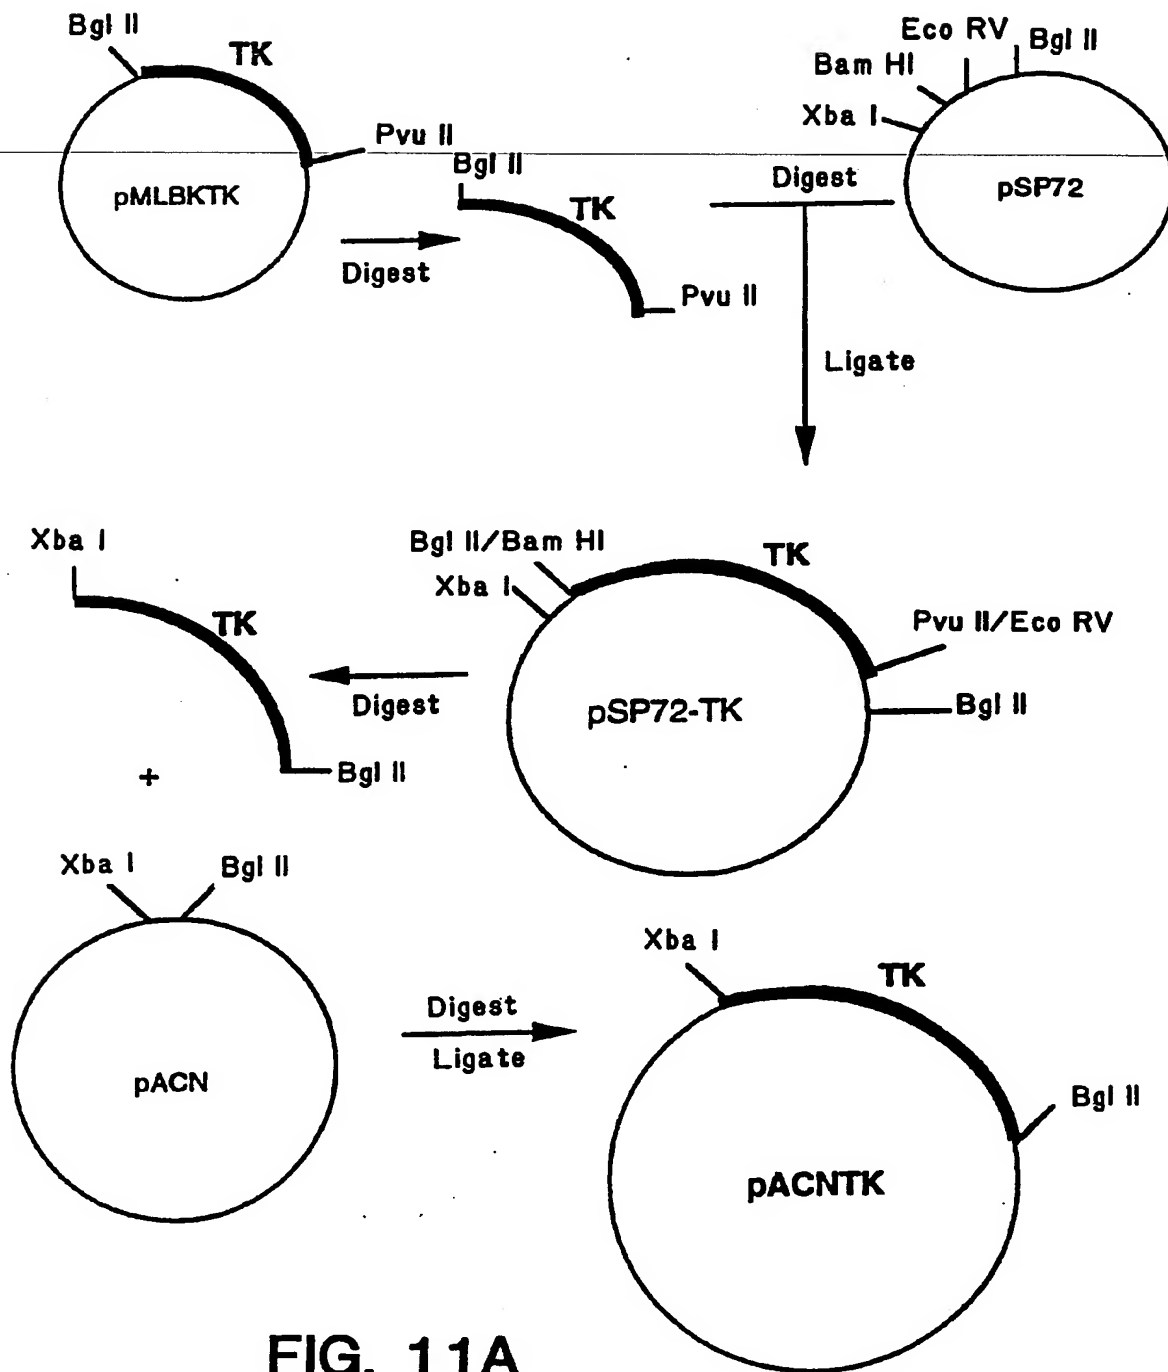 Bgl II
TK
Eco RV
Bgl II
Bam HI
Xba I
Pvu II
pMLBKTK
Bgl II
TK
Digest
pSP72
Digest
Pvu II
Ligate
Xba I
TK
Bgl II/Bam HI
Xba I
TK
Pvu II/Eco RV
Digest
pSP72-TK
Bgl II
Bgl II
+
Xba I
Bgl II
Xba I
TK
Digest
Ligate
pACN
Bgl II
pACNTK
FIG. 11A